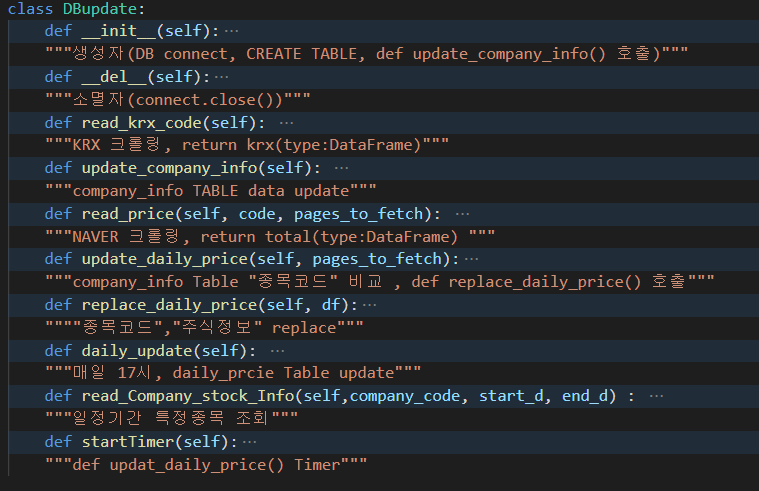 class DBupdate:
def __init__(self):…
"""생성자(DB connect, CREATE TABLE, def update_company_info() 호출)"""
def __del__(self):…
"""소멸자(connect.close())"""
def read_krx_code(self): …
"""KRX 크롤링, return krx(type:DataFrame)"""
def update_company_info(self): …
"""company_info TABLE data update"""
def read_price(self, code, pages_to_fetch): …
"""NAVER 크롤링, return total(type:DataFrame) """
def update_daily_price(self, pages_to_fetch):…
"""company_info Table "종목코드" 비교 , def replace_daily_price() 호출"""
def replace_daily_price(self, df):…
""""종목코드","주식정보" replace"""
def daily_update(self): …
"""매일 17시, daily_prcie Table update"""
def read_Company_stock_Info(self,company_code, start_d, end_d) : …
"""일정기간 특정종목 조회"""
def startTimer(self):…
"""def updat_daily_price() Timer"""